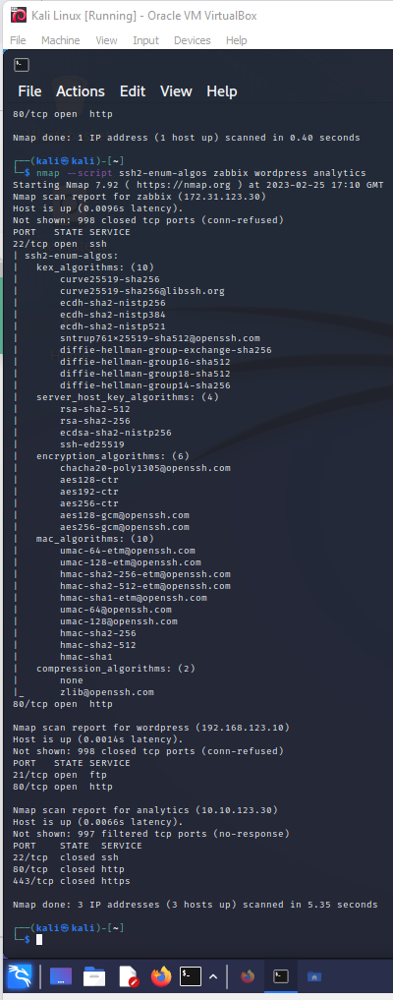 Kali Linux [Running] - Oracle VM VirtualBox
File Machine View Input Devices Help
File Actions Edit View Help
80/tcp open  http
Nmap done: 1 IP address (1 host up) scanned in 0.40 seconds
┌──(kali㉿kali)-[~]
└─$ nmap --script ssh2-enum-algos zabbix wordpress analytics
Starting Nmap 7.92 ( https://nmap.org ) at 2023-02-25 17:10 GMT
Nmap scan report for zabbix (172.31.123.30)
Host is up (0.0096s latency).
Not shown: 998 closed tcp ports (conn-refused)
PORT   STATE SERVICE
22/tcp open  ssh
| ssh2-enum-algos:
|   kex_algorithms: (10)
|       curve25519-sha256
|       curve25519-sha256@libssh.org
|       ecdh-sha2-nistp256
|       ecdh-sha2-nistp384
|       ecdh-sha2-nistp521
|       sntrup761×25519-sha512@openssh.com
|       diffie-hellman-group-exchange-sha256
|       diffie-hellman-group16-sha512
|       diffie-hellman-group18-sha512
|       diffie-hellman-group14-sha256
|   server_host_key_algorithms: (4)
|       rsa-sha2-512
|       rsa-sha2-256
|       ecdsa-sha2-nistp256
|       ssh-ed25519
|   encryption_algorithms: (6)
|       chacha20-poly1305@openssh.com
|       aes128-ctr
|       aes192-ctr
|       aes256-ctr
|       aes128-gcm@openssh.com
|       aes256-gcm@openssh.com
|   mac_algorithms: (10)
|       umac-64-etm@openssh.com
|       umac-128-etm@openssh.com
|       hmac-sha2-256-etm@openssh.com
|       hmac-sha2-512-etm@openssh.com
|       hmac-sha1-etm@openssh.com
|       umac-64@openssh.com
|       umac-128@openssh.com
|       hmac-sha2-256
|       hmac-sha2-512
|       hmac-sha1
|   compression_algorithms: (2)
|       none
|_      zlib@openssh.com
80/tcp open  http
Nmap scan report for wordpress (192.168.123.10)
Host is up (0.0014s latency).
Not shown: 998 closed tcp ports (conn-refused)
PORT   STATE SERVICE
21/tcp open  ftp
80/tcp open  http
Nmap scan report for analytics (10.10.123.30)
Host is up (0.0066s latency).
Not shown: 997 filtered tcp ports (no-response)
PORT    STATE  SERVICE
22/tcp  closed ssh
80/tcp  closed http
443/tcp closed https
Nmap done: 3 IP addresses (3 hosts up) scanned in 5.35 seconds
┌──(kali㉿kali)-[~]
└─$